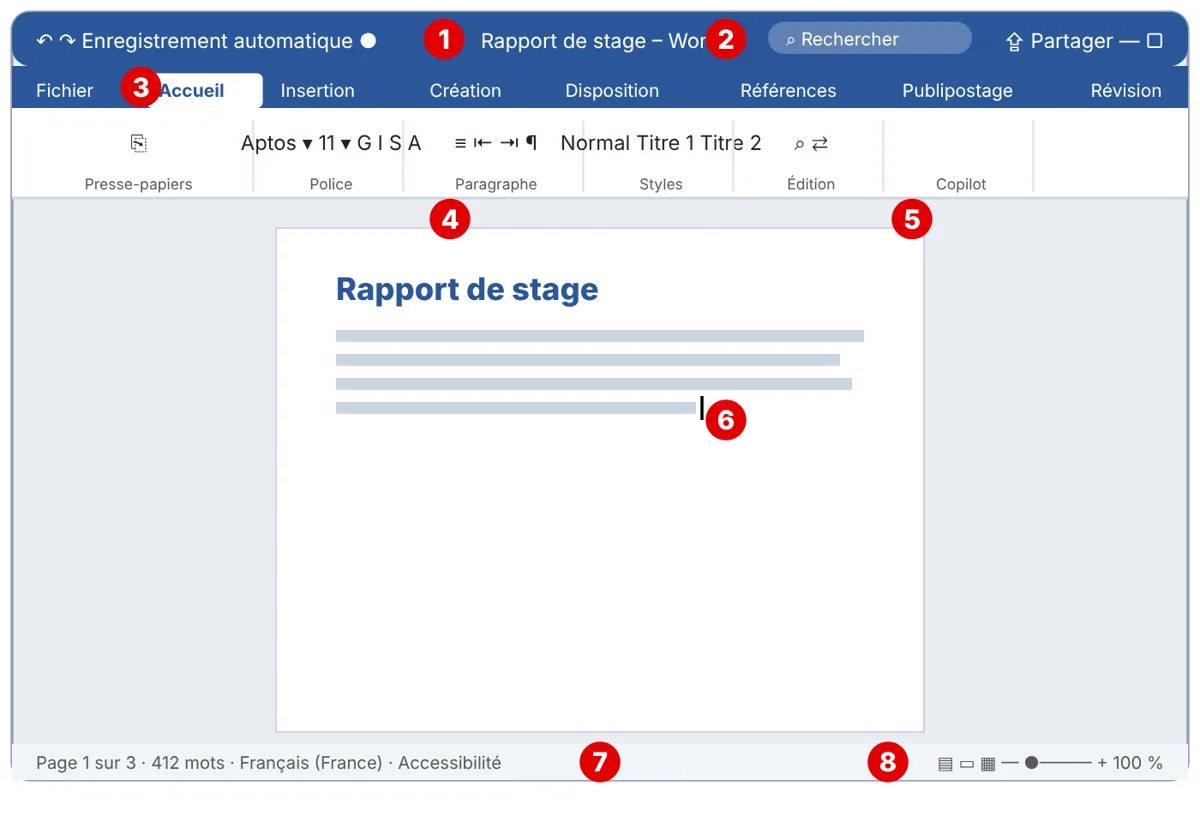 ↶ ↷ Enregistrement automatique 1 Rapport de stage – Wor 2 ⌕ Rechercher Partager
Fichier 3 Accueil Insertion Création Disposition Références Publipostage Révision
Aptos ▾ 11 ▾ G I S A ≡ ⇤ ⇥ ¶ Normal Titre 1 Titre 2 ⌕ ⇄
Presse-papiers Police Paragraphe Styles Édition Copilot
4 5
Rapport de stage
6
Page 1 sur 3 · 412 mots · Français (France) · Accessibilité 7 8 + 100 %